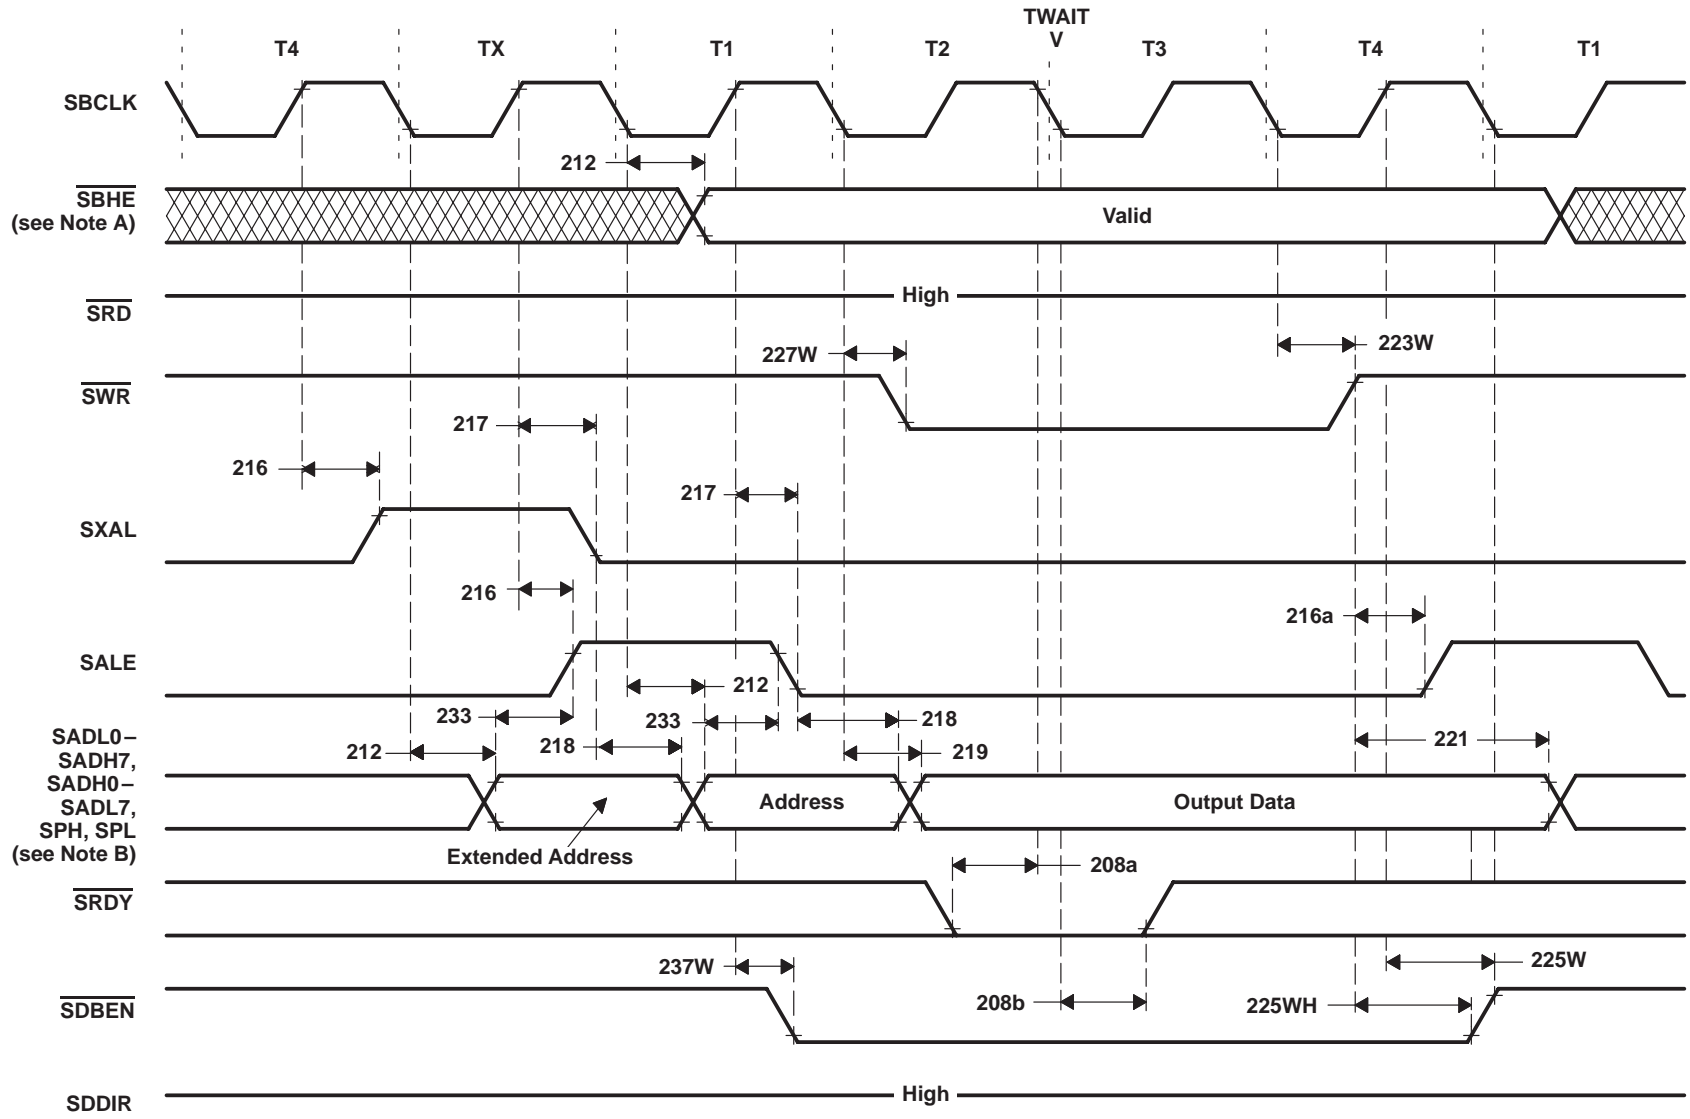 TWAIT
T4 TX T1 T2 V T3 T4 T1
SBCLK
212
SBHE
(see Note A)
Valid
SRD
High
227W
223W
SWR
217
216
217
SXAL
216
216a
SALE
212
233
233
218
SADL0–
SADH7,
SADH0–
SADL7,
SPH, SPL
(see Note B)
212
218
219
221
Address
Output Data
Extended Address
208a
SRDY
237W
225W
SDBEN
208b
225WH
SDDIR
High